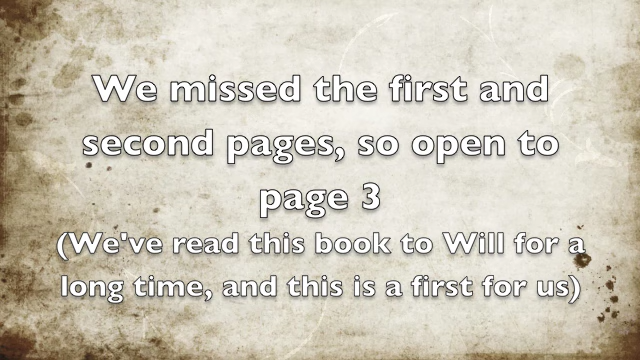 We missed the first and
second pages, so open to
page 3
(We've read this book to Will for a
long time, and this is a first for us)